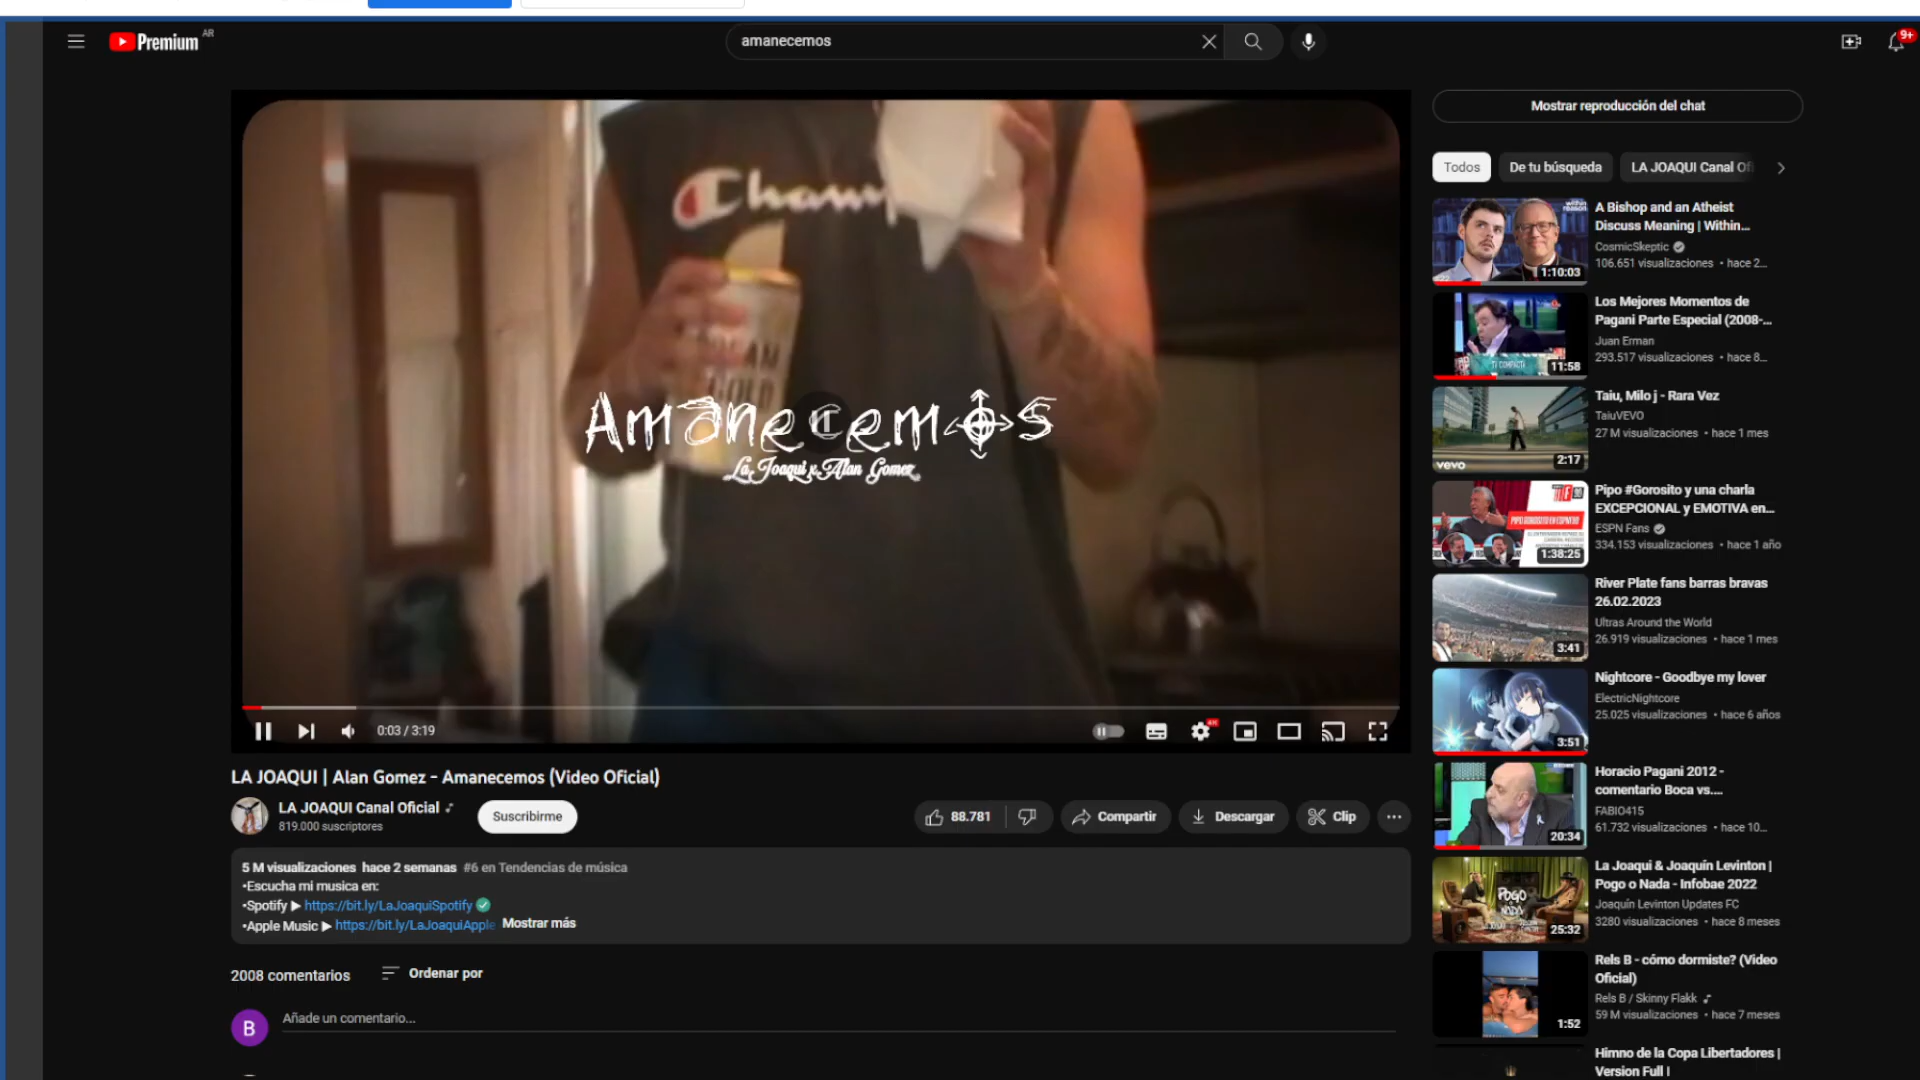 Premium AR
amanecemos
9+
Champ
Amanecemos
La Joaqui x Alan Gomez
0:03 / 3:19
LA JOAQUI | Alan Gomez - Amanecemos (Video Oficial)
LA JOAQUI Canal Oficial
819.000 suscriptores
Suscribirme
88.781
Compartir
Descargar
Clip
5 M visualizaciones hace 2 semanas #6 en Tendencias de música
•Escucha mi musica en:
•Spotify ▶ https://bit.ly/LaJoaquiSpotify
•Apple Music ▶ https://bit.ly/LaJoaquiApple Mostrar más
2008 comentarios
Ordenar por
B
Añade un comentario...
Mostrar reproducción del chat
Todos
De tu búsqueda
LA JOAQUI Canal Ofi
within reason
1:10:03
A Bishop and an Atheist
Discuss Meaning | Within...
CosmicSkeptic
106.651 visualizaciones • hace 2...
11:58
Los Mejores Momentos de
Pagani Parte Especial (2008-...
Juan Erman
293.517 visualizaciones • hace 8...
vevo
2:17
Taiu, Milo j - Rara Vez
TaiuVEVO
27 M visualizaciones • hace 1 mes
1:38:25
Pipo #Gorosito y una charla
EXCEPCIONAL y EMOTIVA en...
ESPN Fans
334.153 visualizaciones • hace 1 año
3:41
River Plate fans barras bravas
26.02.2023
Ultras Around the World
26.919 visualizaciones • hace 1 mes
3:51
Nightcore - Goodbye my lover
ElectricNightcore
25.025 visualizaciones • hace 6 años
20:34
Horacio Pagani 2012 -
comentario Boca vs....
FABIO415
61.732 visualizaciones • hace 10...
POGO
NADA
25:32
La Joaqui & Joaquín Levinton |
Pogo o Nada - Infobae 2022
Joaquín Levinton Updates FC
3280 visualizaciones • hace 8 meses
1:52
Rels B - cómo dormiste? (Video
Oficial)
Rels B / Skinny Flakk
59 M visualizaciones • hace 7 meses
Himno de la Copa Libertadores |
Version Full |